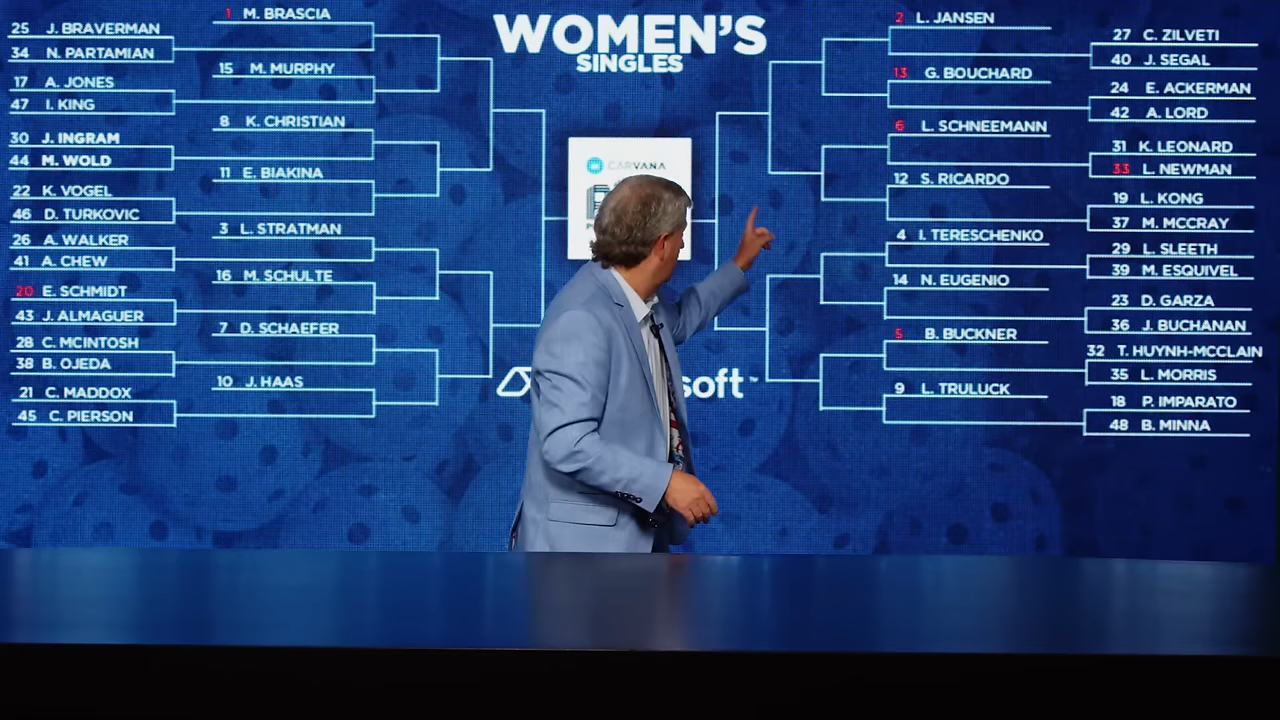 WOMEN'S
SINGLES
25 J. BRAVERMAN
34 N. PARTAMIAN
17 A. JONES
47 I. KING
30 J. INGRAM
44 M. WOLD
22 K. VOGEL
46 D. TURKOVIC
26 A. WALKER
41 A. CHEW
20 E. SCHMIDT
43 J. ALMAGUER
28 C. MCINTOSH
38 B. OJEDA
21 C. MADDOX
45 C. PIERSON
1 M. BRASCIA
15 M. MURPHY
8 K. CHRISTIAN
11 E. BIAKINA
3 L. STRATMAN
16 M. SCHULTE
7 D. SCHAEFER
10 J. HAAS
CARVANA
soft
2 L. JANSEN
13 G. BOUCHARD
6 L. SCHNEEMANN
12 S. RICARDO
4 I. TERESCHENKO
14 N. EUGENIO
5 B. BUCKNER
9 L. TRULUCK
27 C. ZILVETI
40 J. SEGAL
24 E. ACKERMAN
42 A. LORD
31 K. LEONARD
33 L. NEWMAN
19 L. KONG
37 M. MCCRAY
29 L. SLEETH
39 M. ESQUIVEL
23 D. GARZA
36 J. BUCHANAN
32 T. HUYNH-MCCLAIN
35 L. MORRIS
18 P. IMPARATO
48 B. MINNA